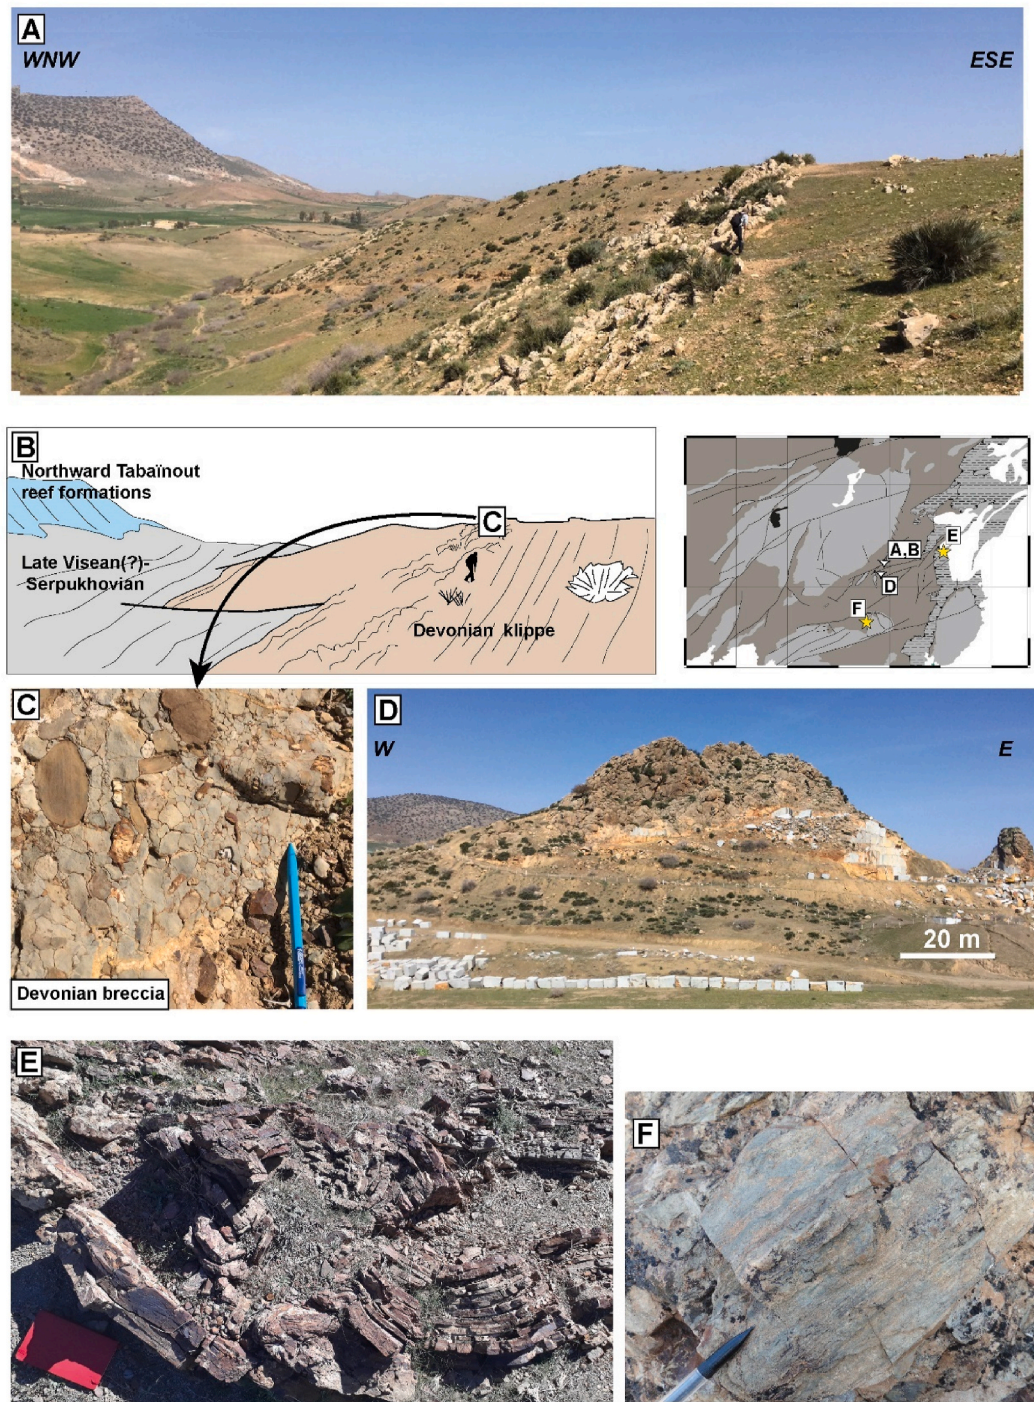 A
WNW
ESE
B
Northward Tabaïnout
reef formations
C
Late Visean(?)-
Serpukhovian
Devonian klippe
A,B
E
D
F
C
Devonian breccia
D
W
E
20 m
E
F